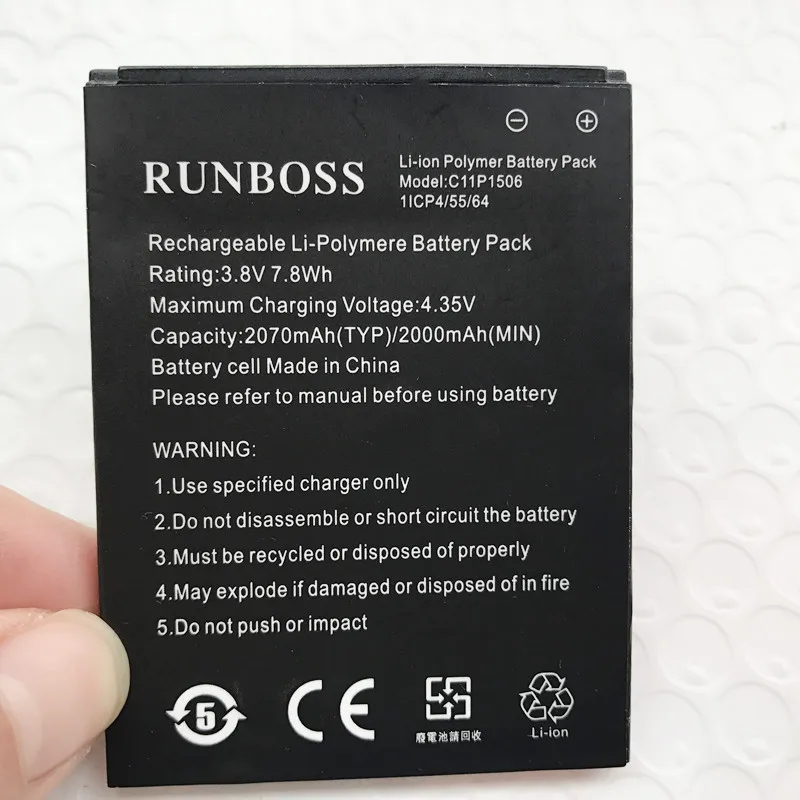 RUNBOSS
Li-ion Polymer Battery Pack
Model:C11P1506
1ICP4/55/64
Rechargeable Li-Polymere Battery Pack
Rating:3.8V 7.8Wh
Maximum Charging Voltage:4.35V
Capacity:2070mAh(TYP)/2000mAh(MIN)
Battery cell Made in China
Please refer to manual before using battery
WARNING:
1.Use specified charger only
2.Do not disassemble or short circuit the battery
3.Must be recycled or disposed of properly
4.May explode if damaged or disposed of in fire
5.Do not push or impact
5
CE
廢電池請回收
Li-ion